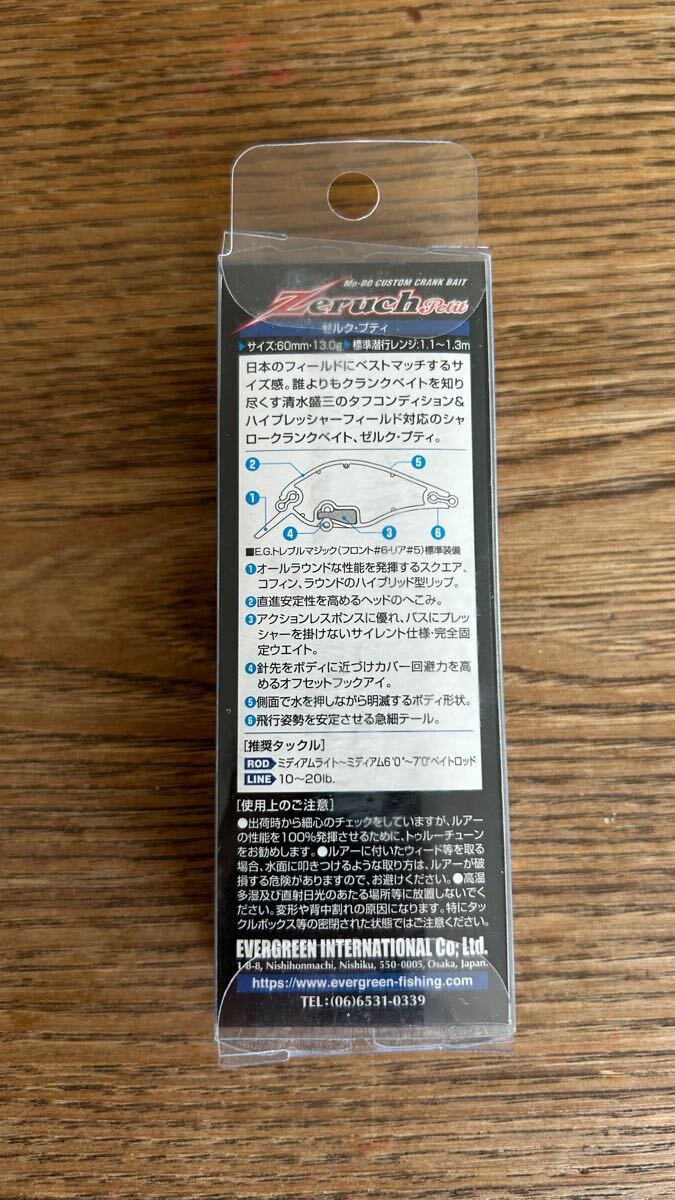 Mo-DO CUSTOM CRANK BAIT
Zeruch Petit
ゼルク・プティ
▶サイズ:60mm・13.0g▶標準潜行レンジ:1.1〜1.3m
日本のフィールドにベストマッチするサ
イズ感。誰よりもクランクベイトを知り
尽くす清水盛三のタフコンディション&
ハイプレッシャーフィールド対応のシャ
ロークランクベイト、ゼルク・プティ。
2 5
1
4 3 6
■E.G.トレブルマジック(フロント#6・リア#5)標準装備
1オールラウンドな性能を発揮するスクエア、
コフィン、ラウンドのハイブリッド型リップ。
2直進安定性を高めるヘッドのへこみ。
3アクションレスポンスに優れ、バスにプレッ
シャーを掛けないサイレント仕様・完全固
定ウエイト。
4針先をボディに近づけカバー回避力を高
めるオフセットフックアイ。
5側面で水を押しながら明滅するボディ形状。
6飛行姿勢を安定させる急細テール。
[推奨タックル]
ROD ミディアムライト〜ミディアム6'0"〜7'0"ベイトロッド
LINE 10〜20lb.
[使用上のご注意]
●出荷時から細心のチェックをしていますが、ルアー
の性能を100%発揮させるために、トゥルーチューン
をお勧めします。●ルアーに付いたウィード等を取る
場合、水面に叩きつけるような取り方は、ルアーが破
損する危険がありますので、お避けください。●高温
多湿及び直射日光のあたる場所等に放置しないでく
ださい。変形や背中割れの原因になります。特にタッ
クルボックス等の密閉された状態ではご注意ください。
EVERGREEN INTERNATIONAL Co; Ltd.
1-8-8, Nishihonmachi, Nishiku, 550-0005, Osaka, Japan.
https://www.evergreen-fishing.com
TEL:(06)6531-0339